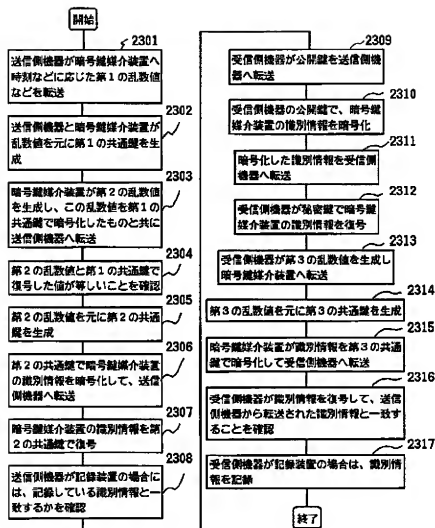 開始
2301
送信側機器が暗号鍵媒介装置へ
時刻などに応じた第1の乱数値
などを転送
2302
送信側機器と暗号鍵媒介装置が
乱数値を元に第1の共通鍵を生
成
2303
暗号鍵媒介装置が第2の乱数値
を生成し、この乱数値を第1の
共通鍵で暗号化したものと共に
送信側機器へ転送
2304
第2の乱数値と第1の共通鍵で
復号した値が等しいことを確認
2305
第2の乱数値を元に第2の共通
鍵を生成
2306
第2の共通鍵で暗号鍵媒介装置
の識別情報を暗号化して、送信
側機器へ転送
2307
暗号鍵媒介装置の識別情報を
第2の共通鍵で復号
2308
送信側機器が記録装置の場合に
は、記録している識別情報と一
致するかを確認
2309
受信側機器が公開鍵を送信側機
器へ転送
2310
受信側機器の公開鍵で、暗号鍵
媒介装置の識別情報を暗号化
2311
暗号化した識別情報を受信側
機器へ転送
2312
受信側機器が秘密鍵で暗号鍵
媒介装置の識別情報を復号
2313
受信側機器が第3の乱数値を生成し
暗号鍵媒介装置へ転送
2314
第3の乱数値を元に第3の共通鍵を生成
2315
暗号鍵媒介装置が識別情報を第3の共通鍵
で暗号化して受信側機器へ転送
2316
受信側機器が識別情報を復号して、送信
側機器から転送された識別情報と一致す
ることを確認
2317
受信側機器が記録装置の場合は、識別情
報を記録
終了